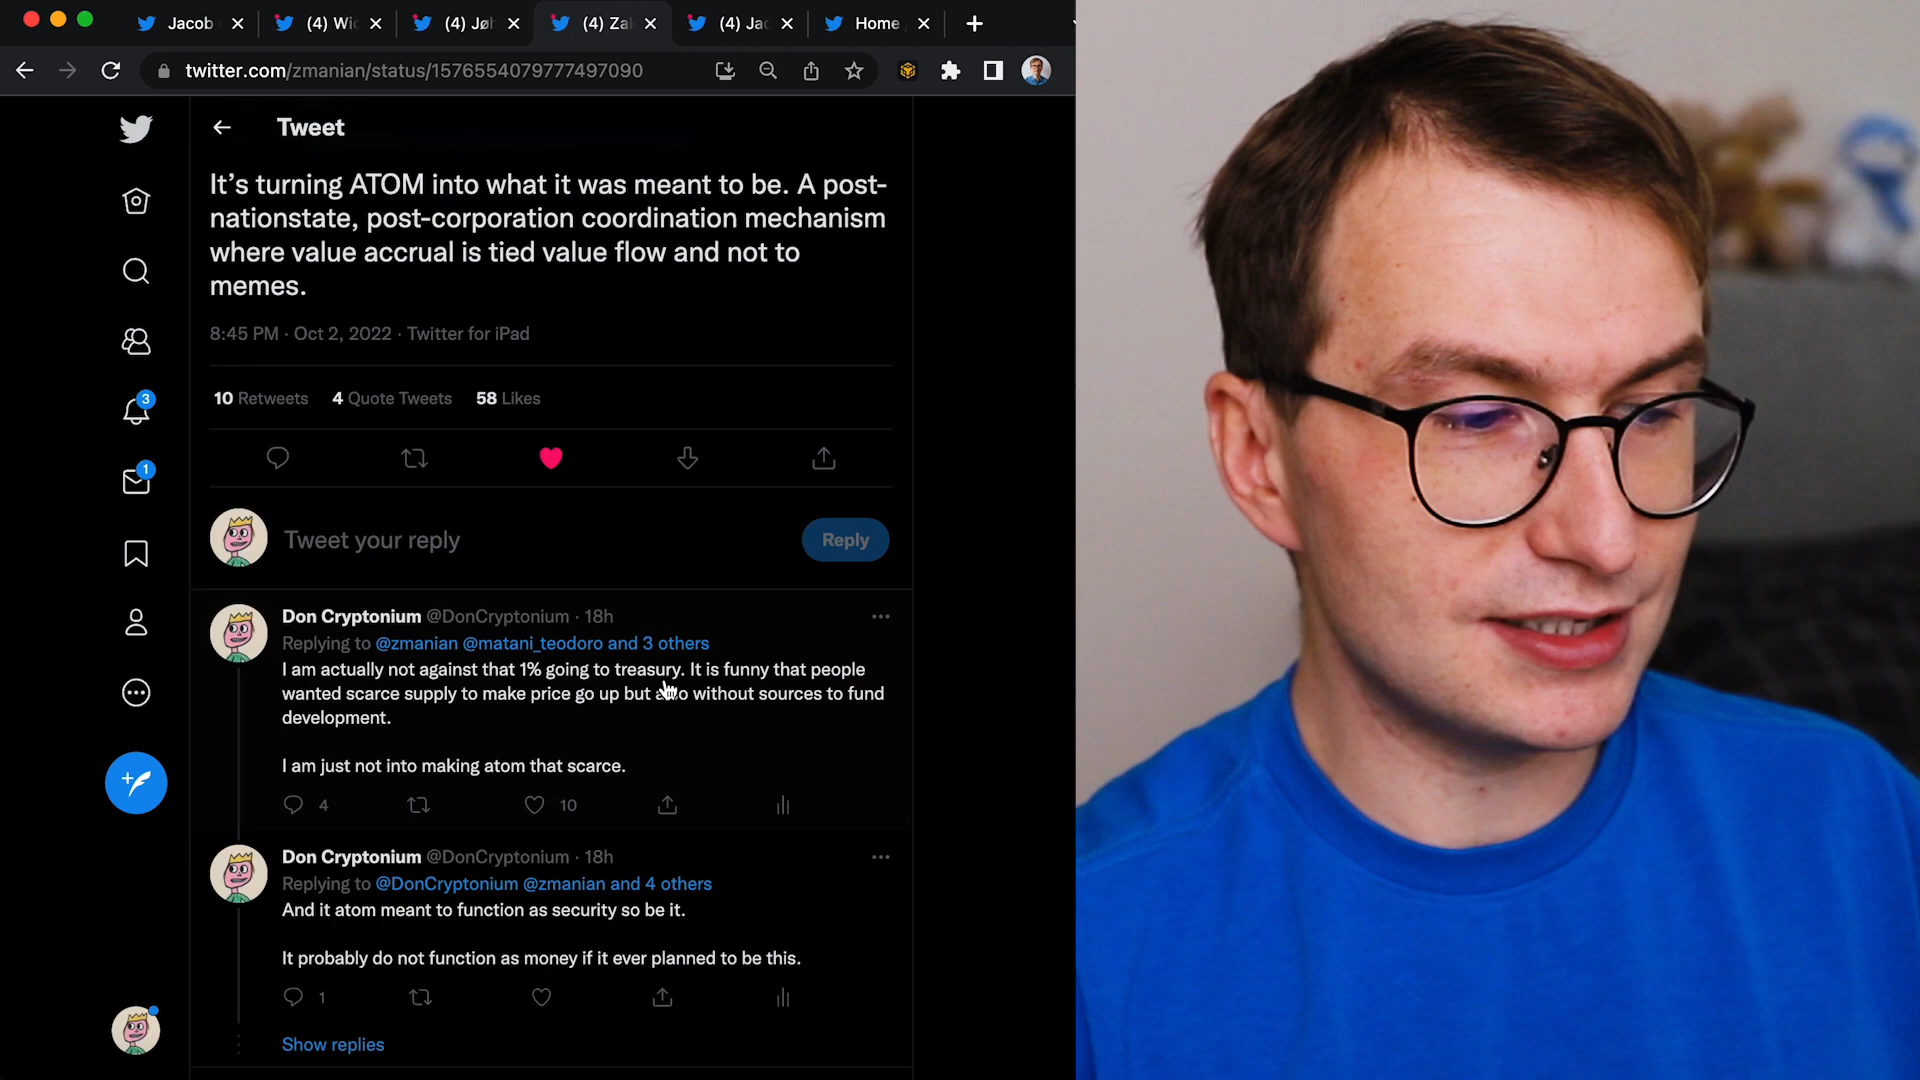 Jacob
(4) Wi
(4) Jø
(4) Za
(4) Ja
Home
twitter.com/zmanian/status/1576554079777497090
Tweet
It's turning ATOM into what it was meant to be. A post-
nationstate, post-corporation coordination mechanism
where value accrual is tied value flow and not to
memes.
8:45 PM · Oct 2, 2022 · Twitter for iPad
10 Retweets 4 Quote Tweets 58 Likes
Tweet your reply
Reply
3
1
Don Cryptonium @DonCryptonium · 18h
Replying to @zmanian @matani_teodoro and 3 others
I am actually not against that 1% going to treasury. It is funny that people
wanted scarce supply to make price go up but also without sources to fund
development.
I am just not into making atom that scarce.
4 10
Don Cryptonium @DonCryptonium · 18h
Replying to @DonCryptonium @zmanian and 4 others
And it atom meant to function as security so be it.
It probably do not function as money if it ever planned to be this.
1
Show replies